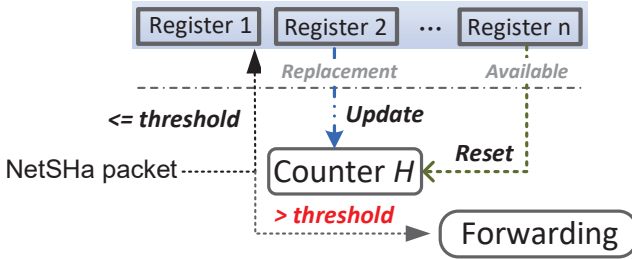 Register 1 Register 2 ... Register n
Replacement Available
<= threshold Update
NetSHa packet Counter H Reset
> threshold
Forwarding